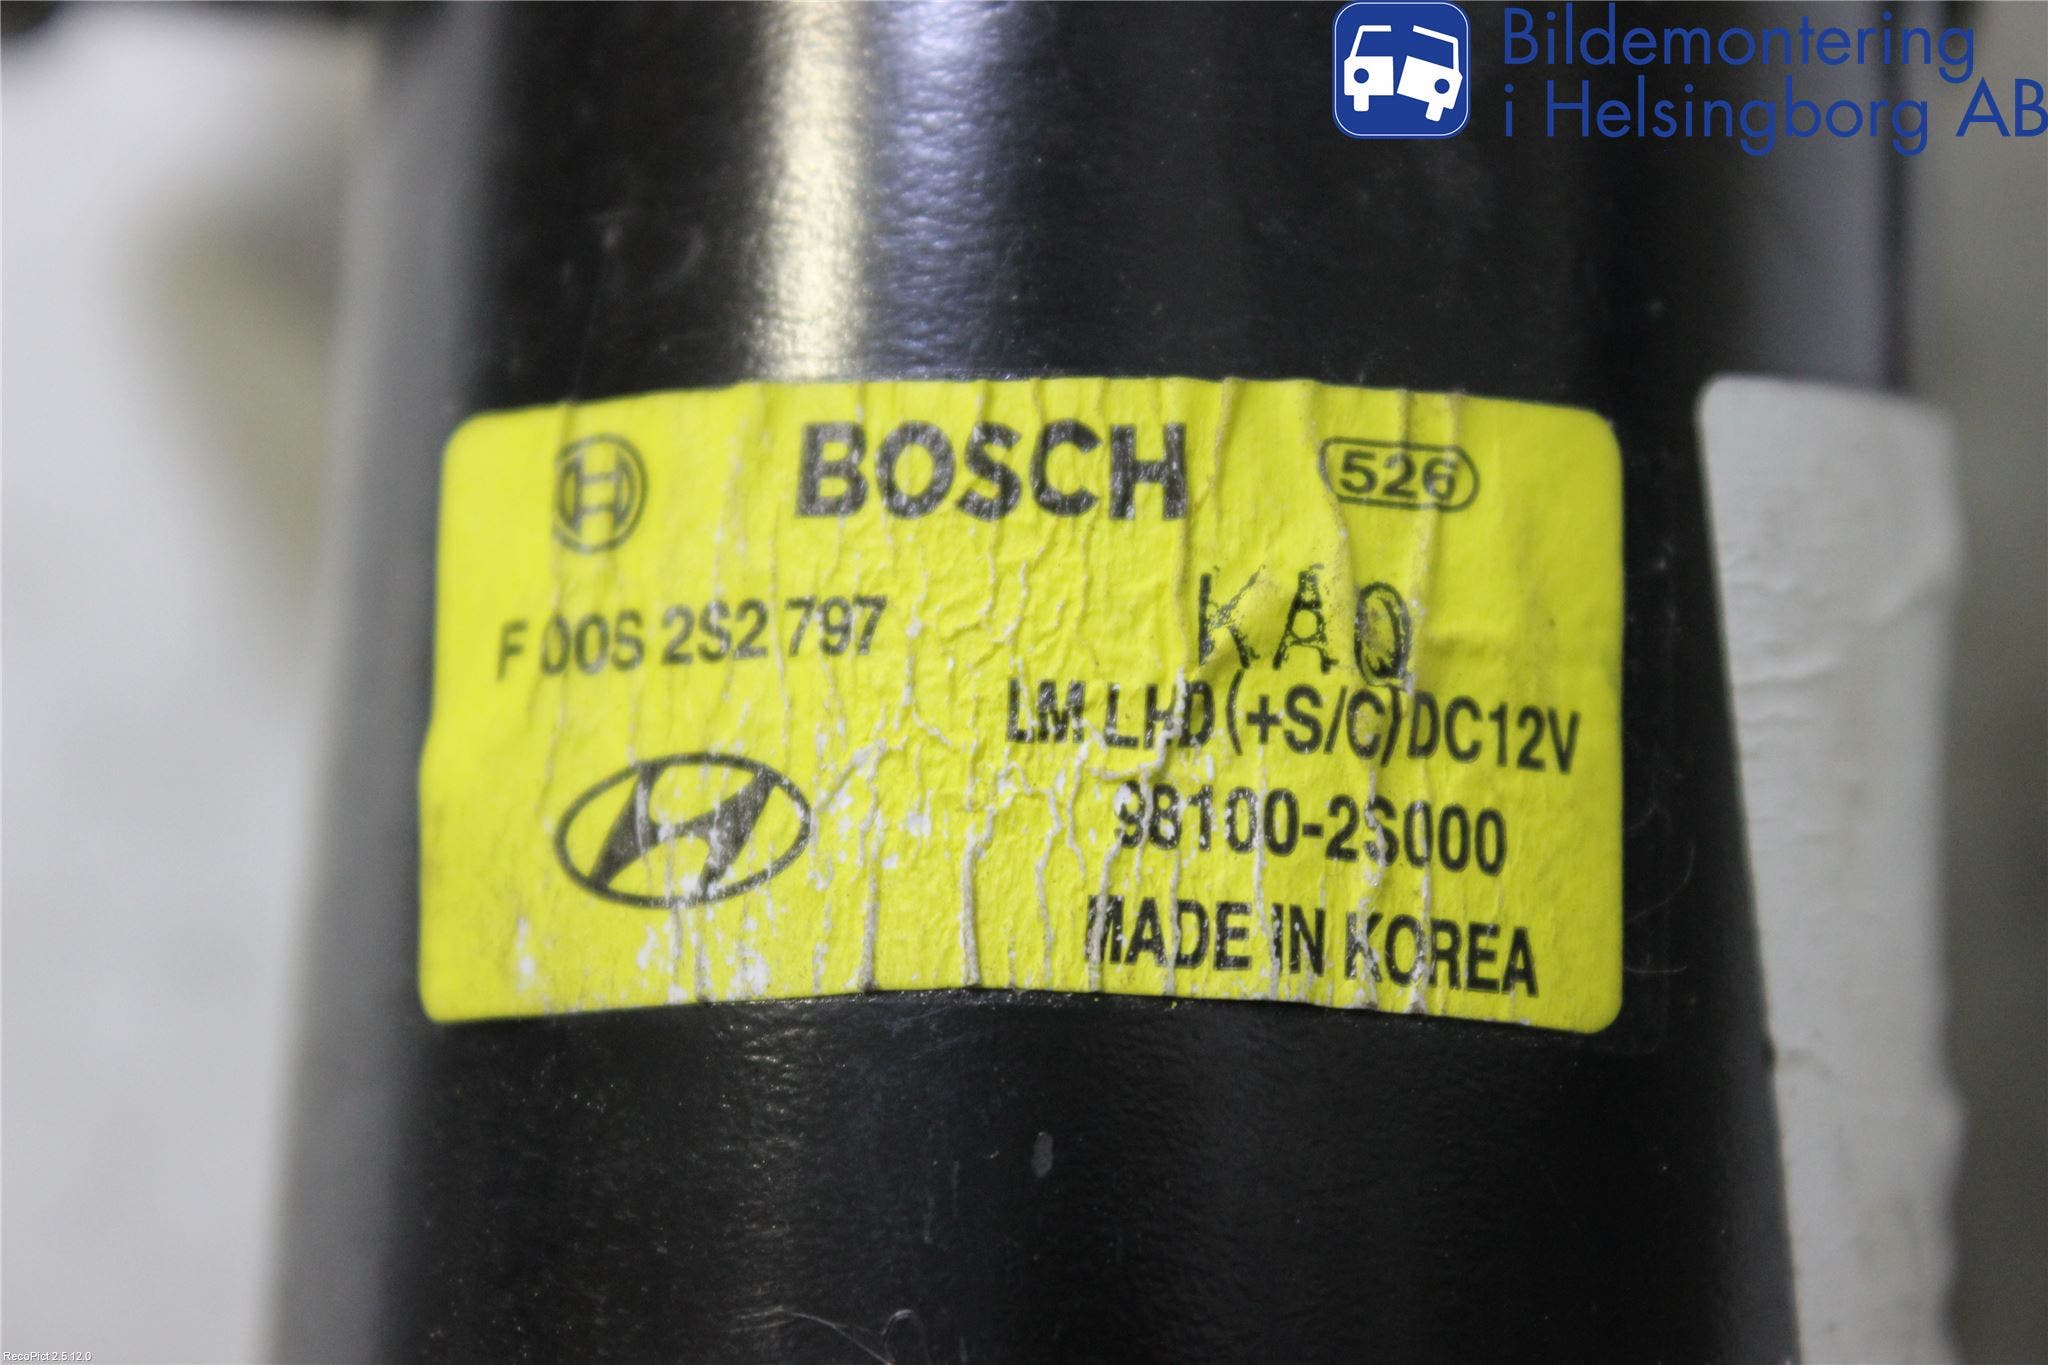 Bildemontering
i Helsingborg AB
BOSCH
526
F 00S 2S2 797
KAQ
LM LHD(+S/C)DC12V
98100-2S000
MADE IN KOREA
RecoPict 2.5.12.0